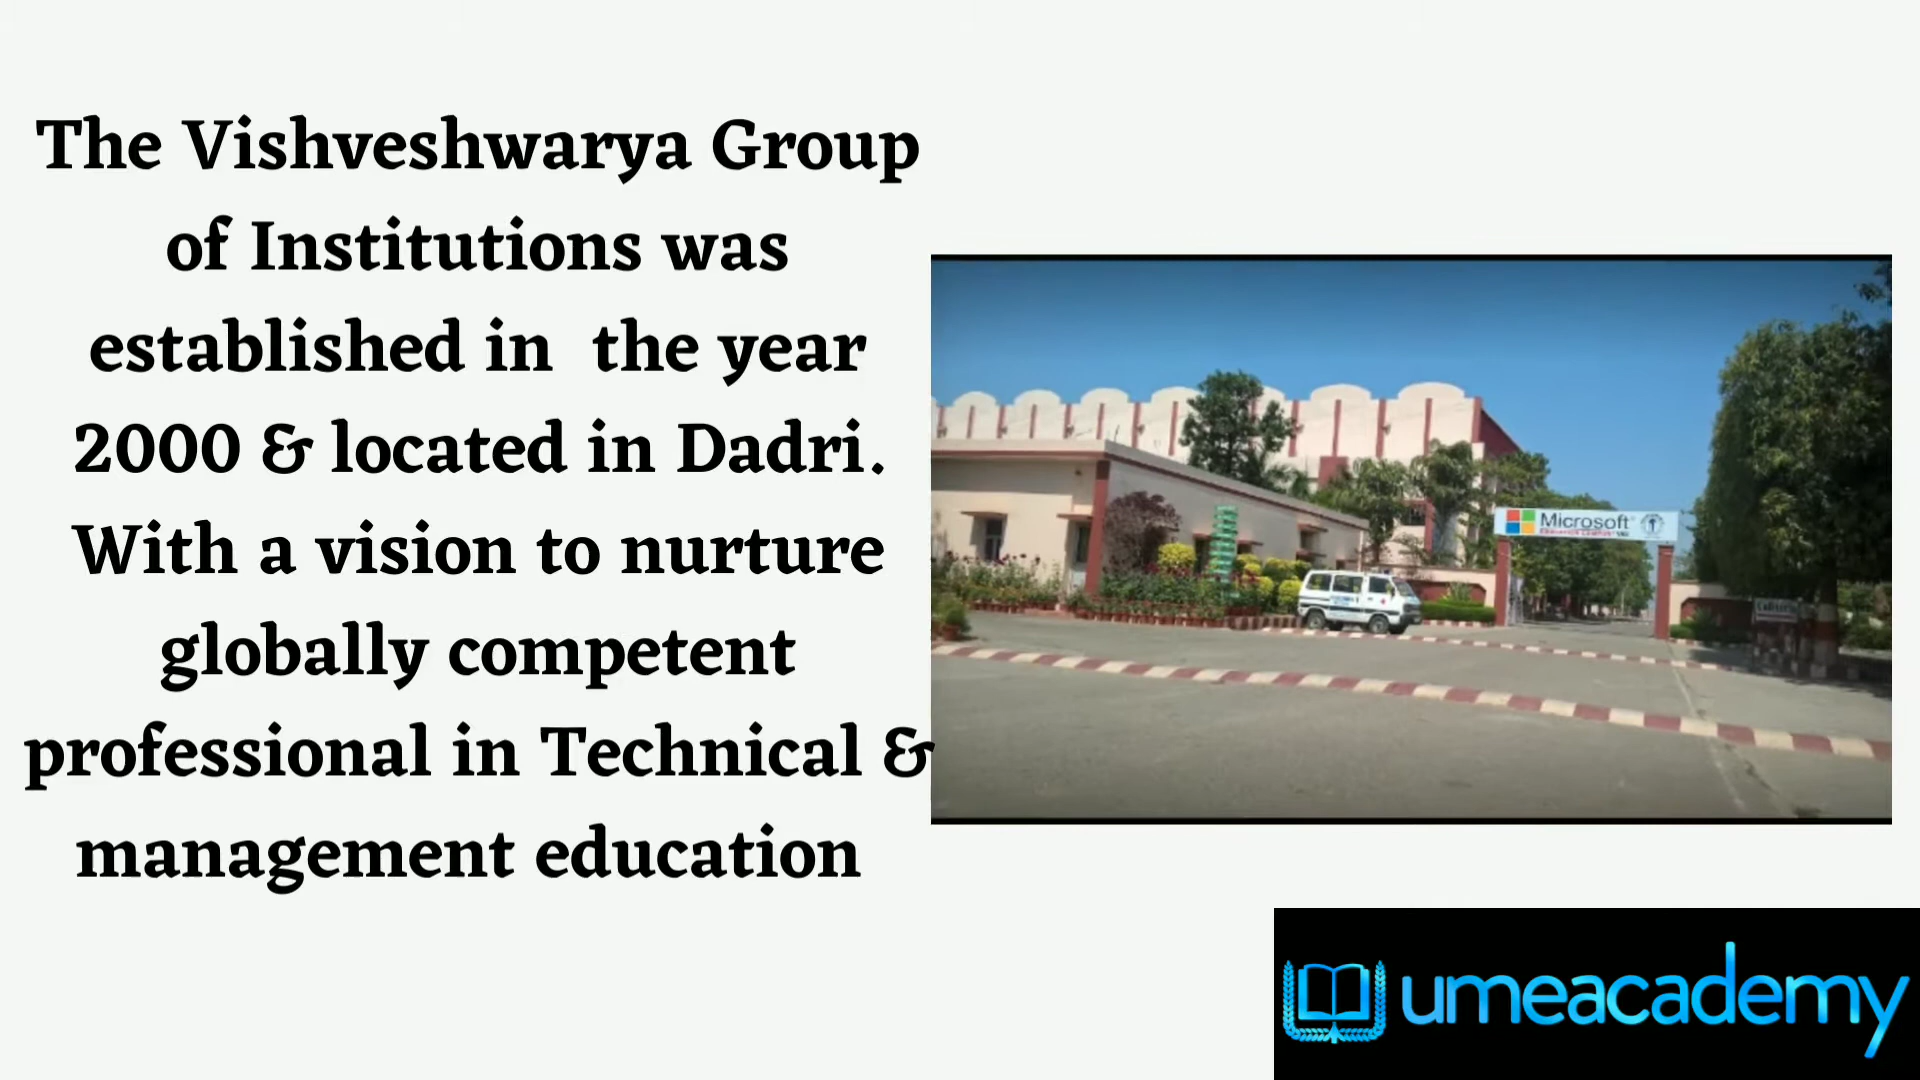 The Vishveshwarya Group
of Institutions was
established in  the year
2000 & located in Dadri.
With a vision to nurture
globally competent
professional in Technical &
management education
Microsoft
umeacademy